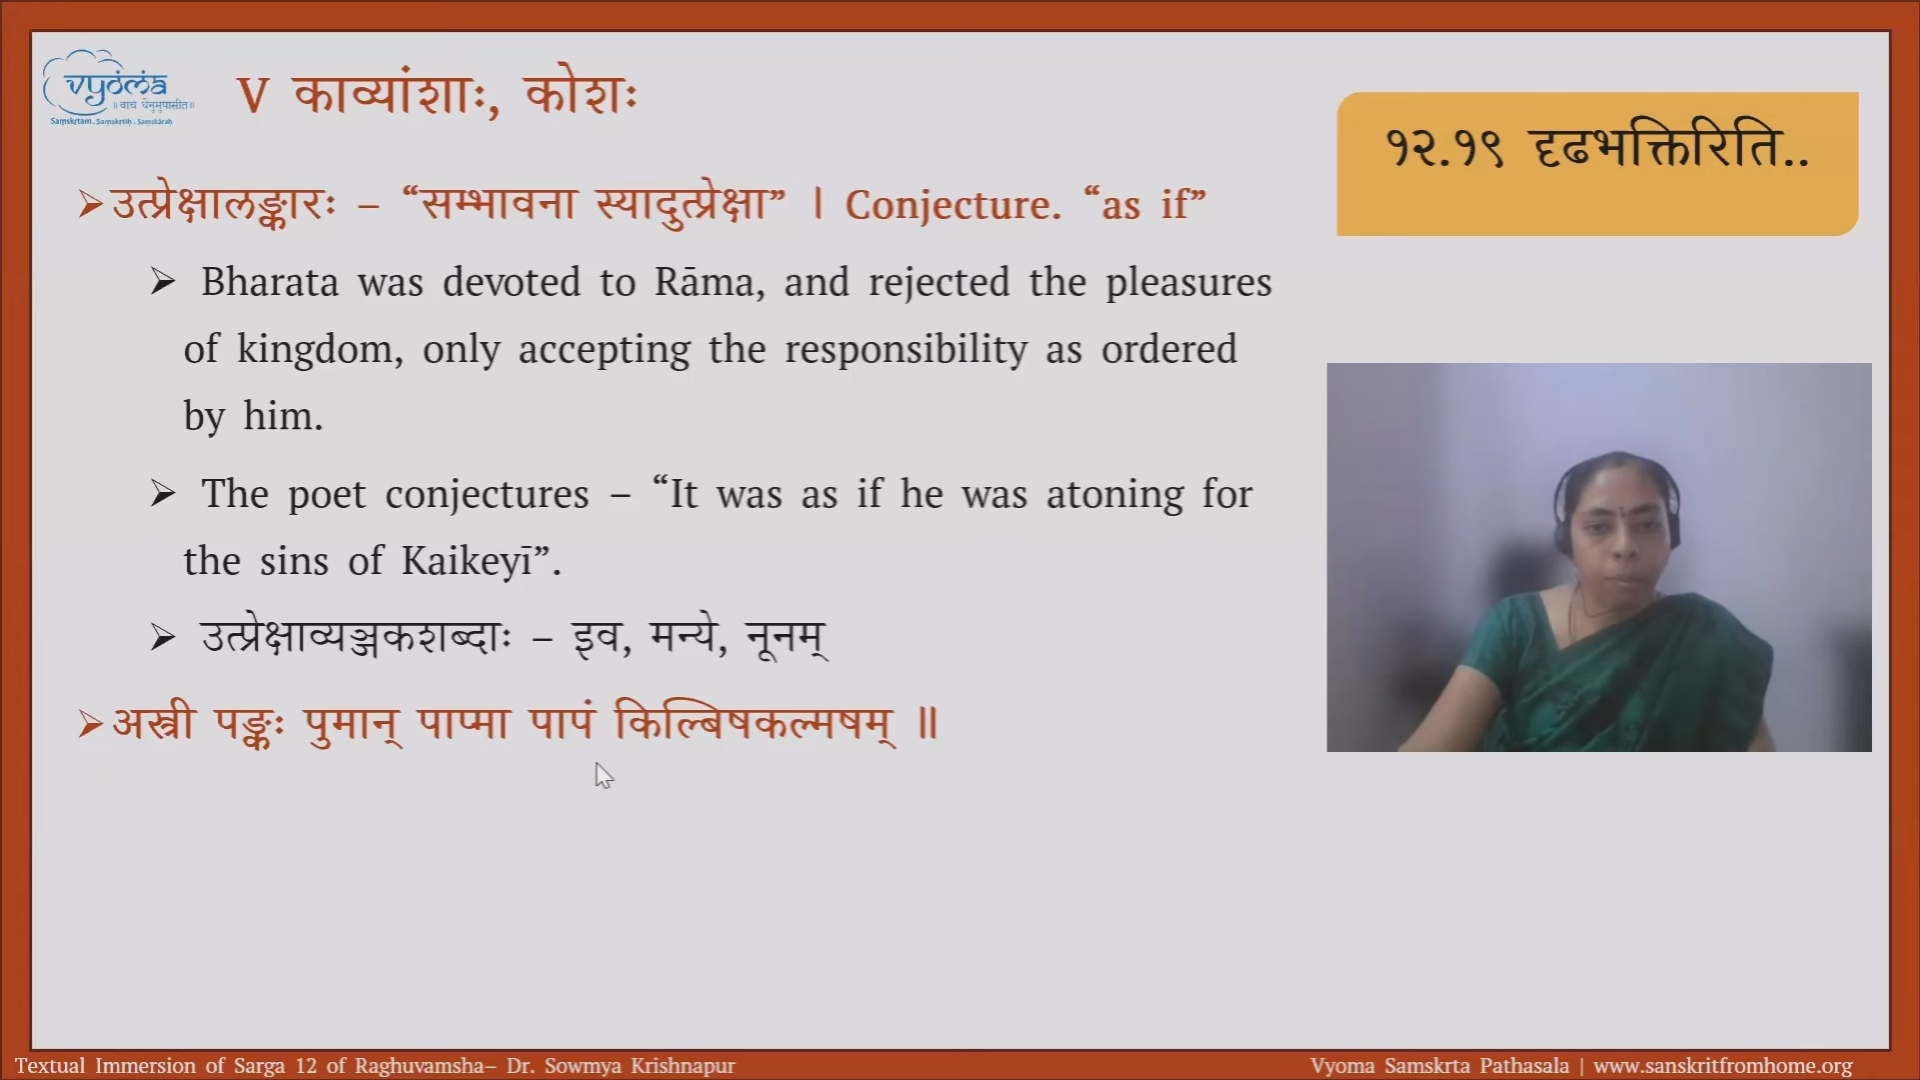 vyoma
॥ वाचं धेनुमुपासीत॥
Saṃskṛtam . Saṃskṛtiḥ . Saṃskāraḥ
V काव्यांशाः, कोशः
१२.१९ दृढभक्तिरिति..
➢उत्प्रेक्षालङ्कारः – “सम्भावना स्यादुत्प्रेक्षा” । Conjecture. “as if”
➢ Bharata was devoted to Rāma, and rejected the pleasures
of kingdom, only accepting the responsibility as ordered
by him.
➢ The poet conjectures – “It was as if he was atoning for
the sins of Kaikeyī”.
➢ उत्प्रेक्षाव्यञ्जकशब्दाः – इव, मन्ये, नूनम्
➢अस्त्री पङ्कः पुमान् पाप्मा पापं किल्बिषकल्मषम् ॥
Textual Immersion of Sarga 12 of Raghuvamsha– Dr. Sowmya Krishnapur
Vyoma Samskrta Pathasala | www.sanskritfromhome.org